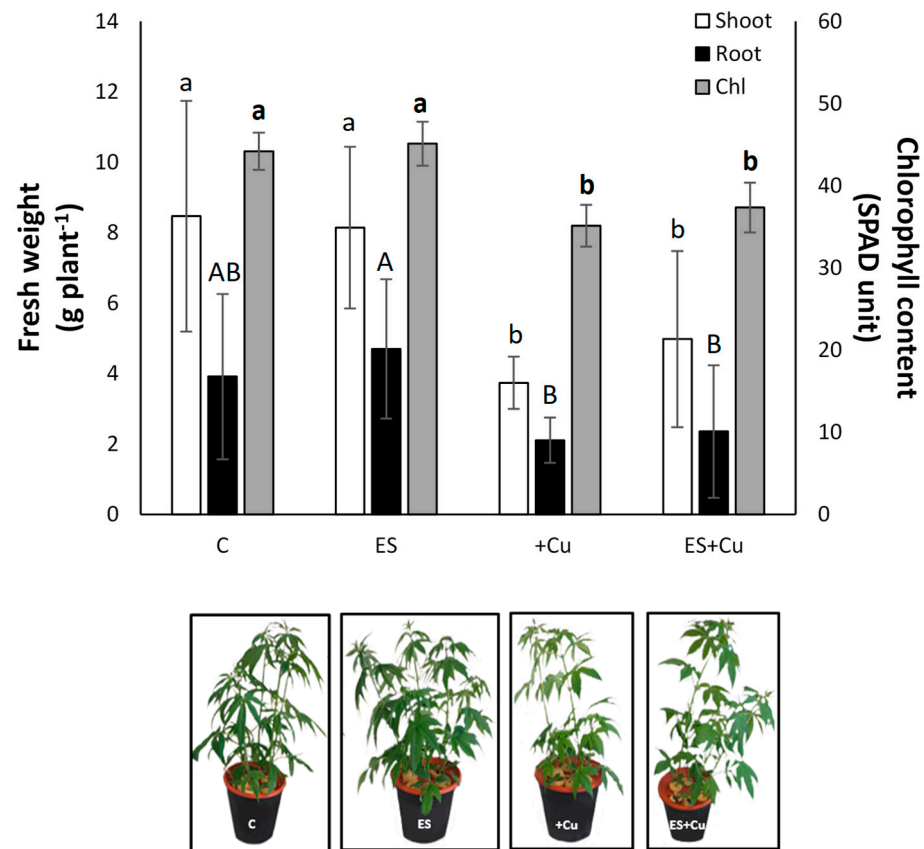 14
12
10
8
6
4
2
0
Fresh weight
(g plant⁻¹)
a
AB
a
a
A
a
b
B
b
b
B
b
Shoot
Root
Chl
60
50
40
30
20
10
0
Chlorophyll content
(SPAD unit)
C
ES
+Cu
ES+Cu
C
ES
+Cu
ES+Cu